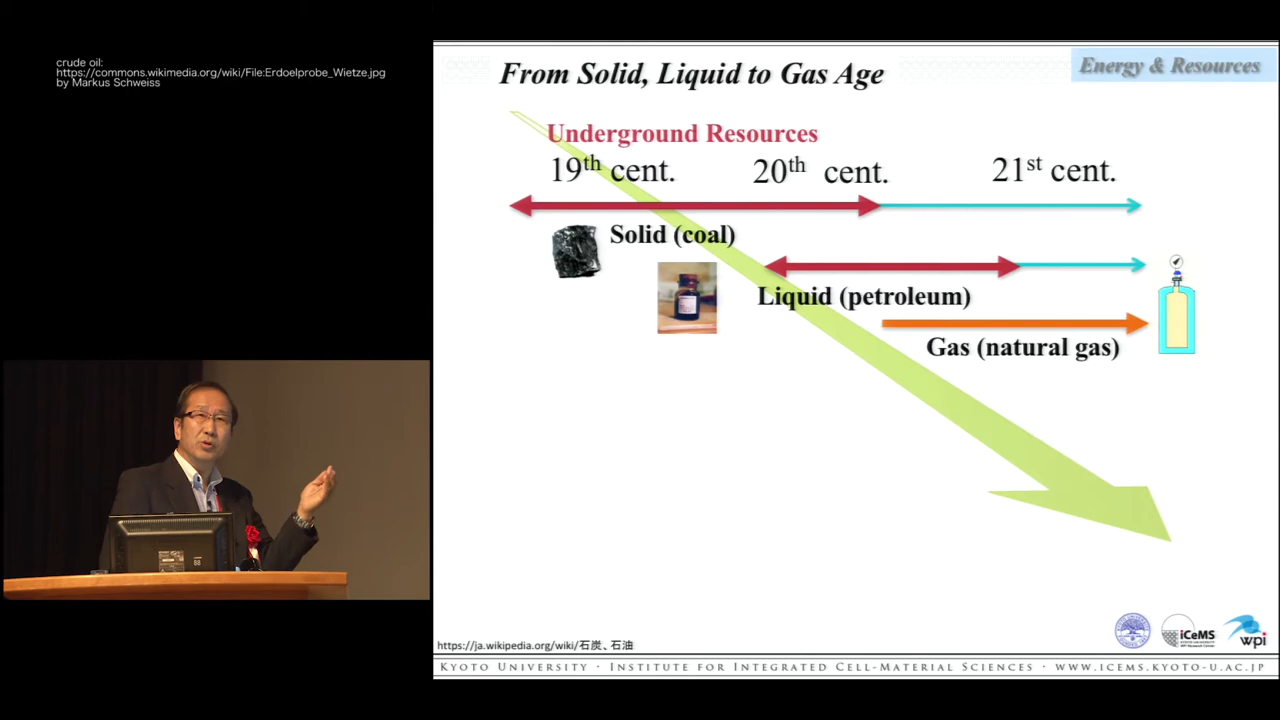 crude oil:
https://commons.wikimedia.org/wiki/File:Erdoelprobe_Wietze.jpg
by Markus Schweiss
From Solid, Liquid to Gas Age
Energy & Resources
Underground Resources
19th cent.
20th cent.
21st cent.
Solid (coal)
Liquid (petroleum)
Gas (natural gas)
https://ja.wikipedia.org/wiki/石炭、石油
iCeMS
wpi
KYOTO UNIVERSITY · INSTITUTE FOR INTEGRATED CELL-MATERIAL SCIENCES · WWW.ICEMS.KYOTO-U.AC.JP